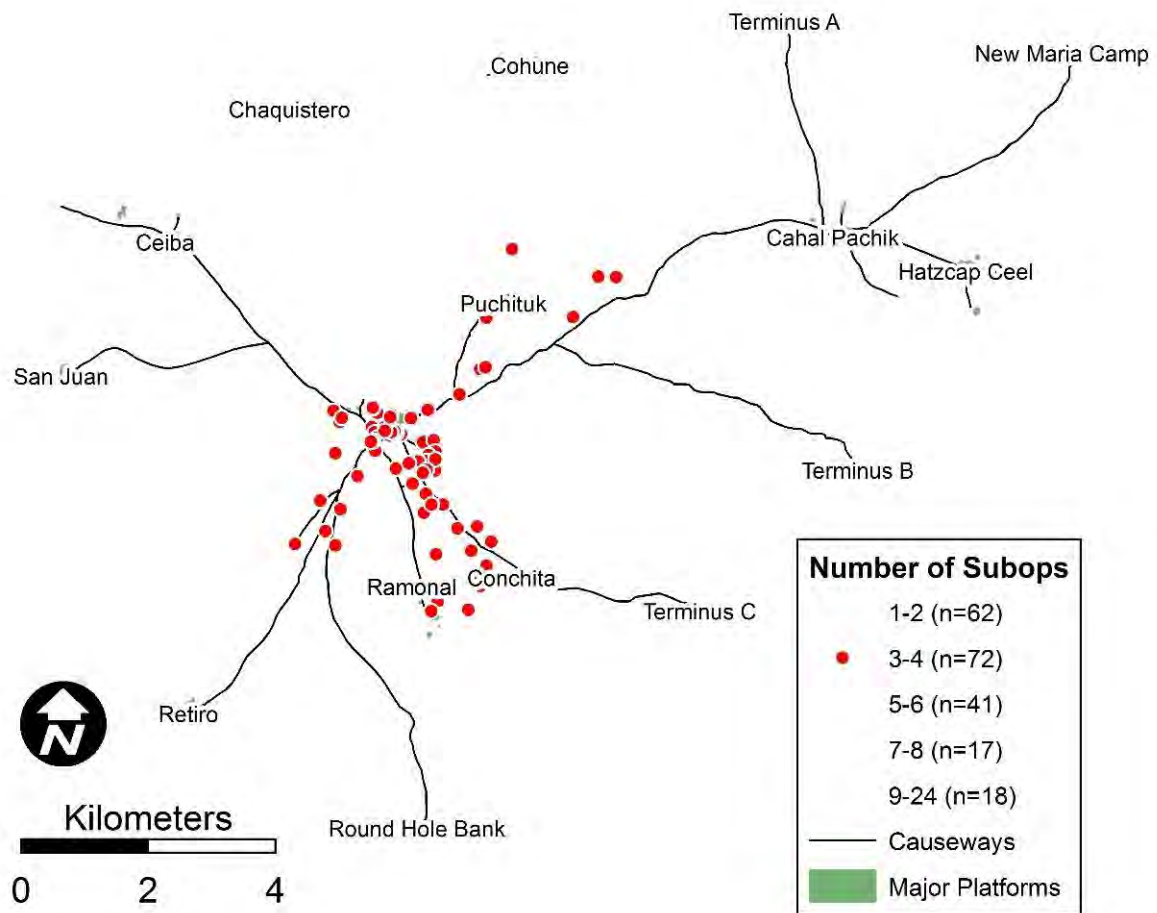 Terminus A
New Maria Camp
Cohune
Chaquistero
Cahal Pachik
Ceiba
Hatzcap Ceel
Puchituk
San Juan
Terminus B
Number of Subops
1-2 (n=62)
3-4 (n=72)
5-6 (n=41)
7-8 (n=17)
9-24 (n=18)
Causeways
Major Platforms
Ramonal
Conchita
Terminus C
Retiro
Round Hole Bank
N
Kilometers
0 2 4